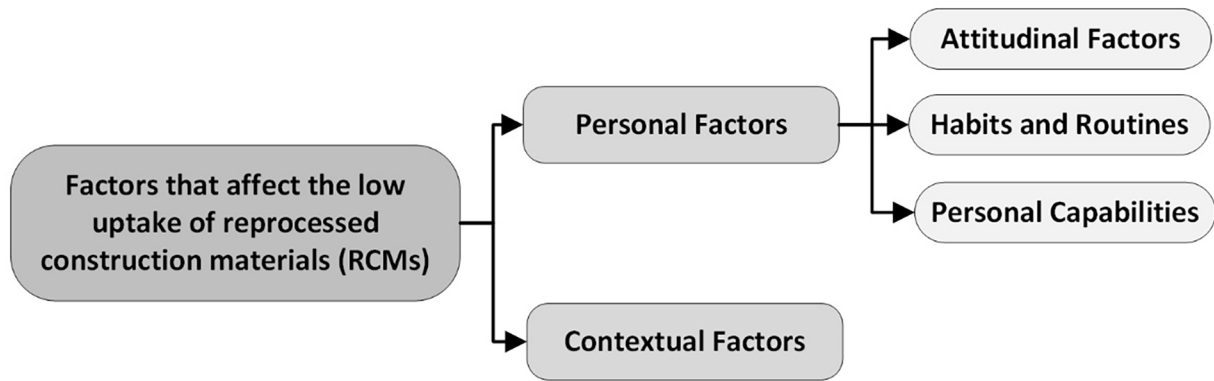 Factors that affect the low
uptake of reprocessed
construction materials (RCMs)
Personal Factors
Contextual Factors
Attitudinal Factors
Habits and Routines
Personal Capabilities